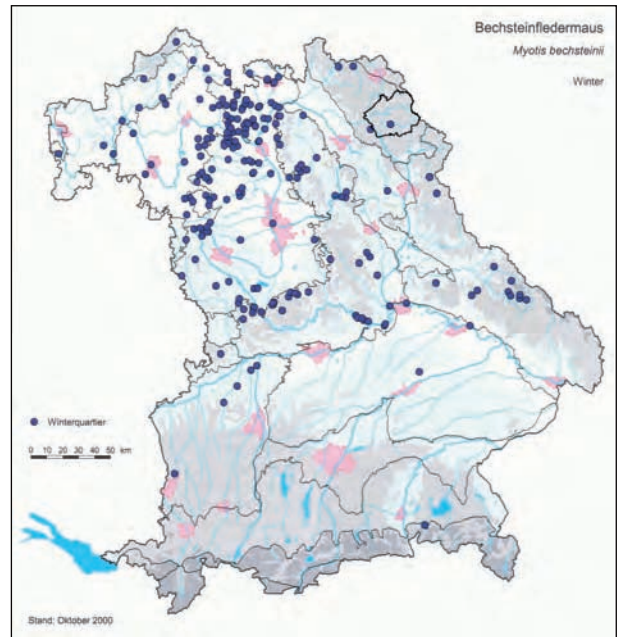 Bechsteinfledermaus
Myotis bechsteinii
Winter
Winterquartier
0 10 20 30 40 50 km
Stand: Oktober 2000